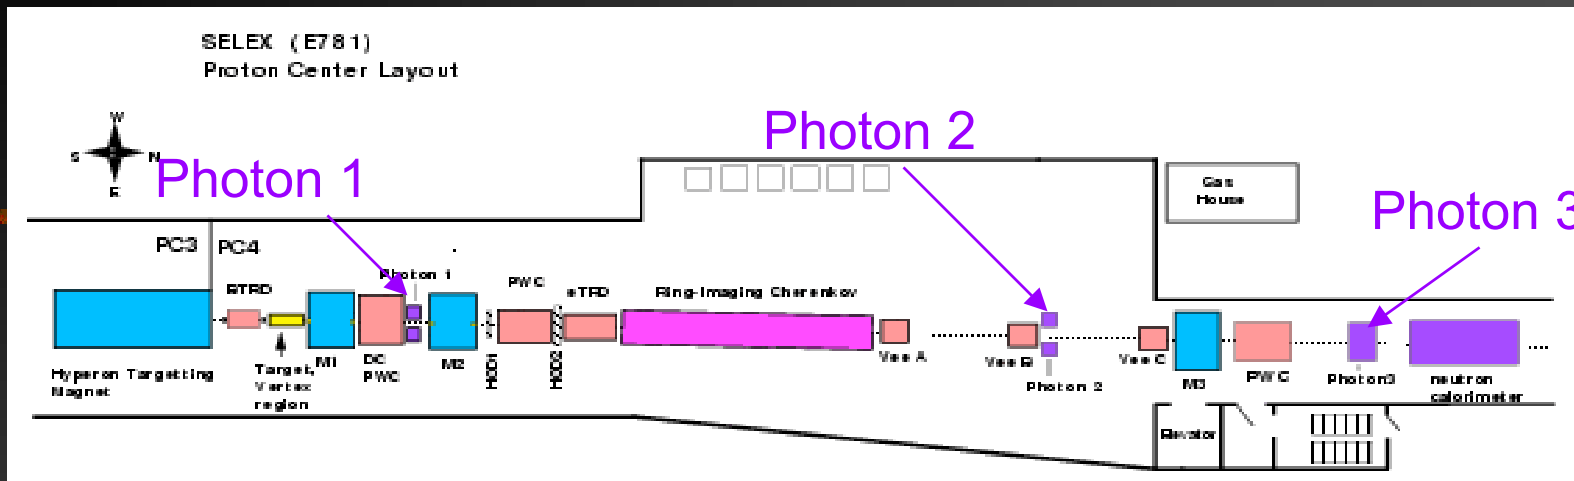 SELEX (E781)
Proton Center Layout
W
S
N
E
Photon 1
Photon 2
Photon 3
Gas
House
PC3
PC4
BTRD
Photon 1
PWC
eTRD
Ring-Imaging Cherenkov
Hyperon Targetting
Magnet
Target,
Vertex
region
M1
DC
PWC
M2
HOD1
HOD2
Vee A
Vee B
Photon 2
Vee C
M3
PWC
Photon3
neutron
calorimeter
Elevator